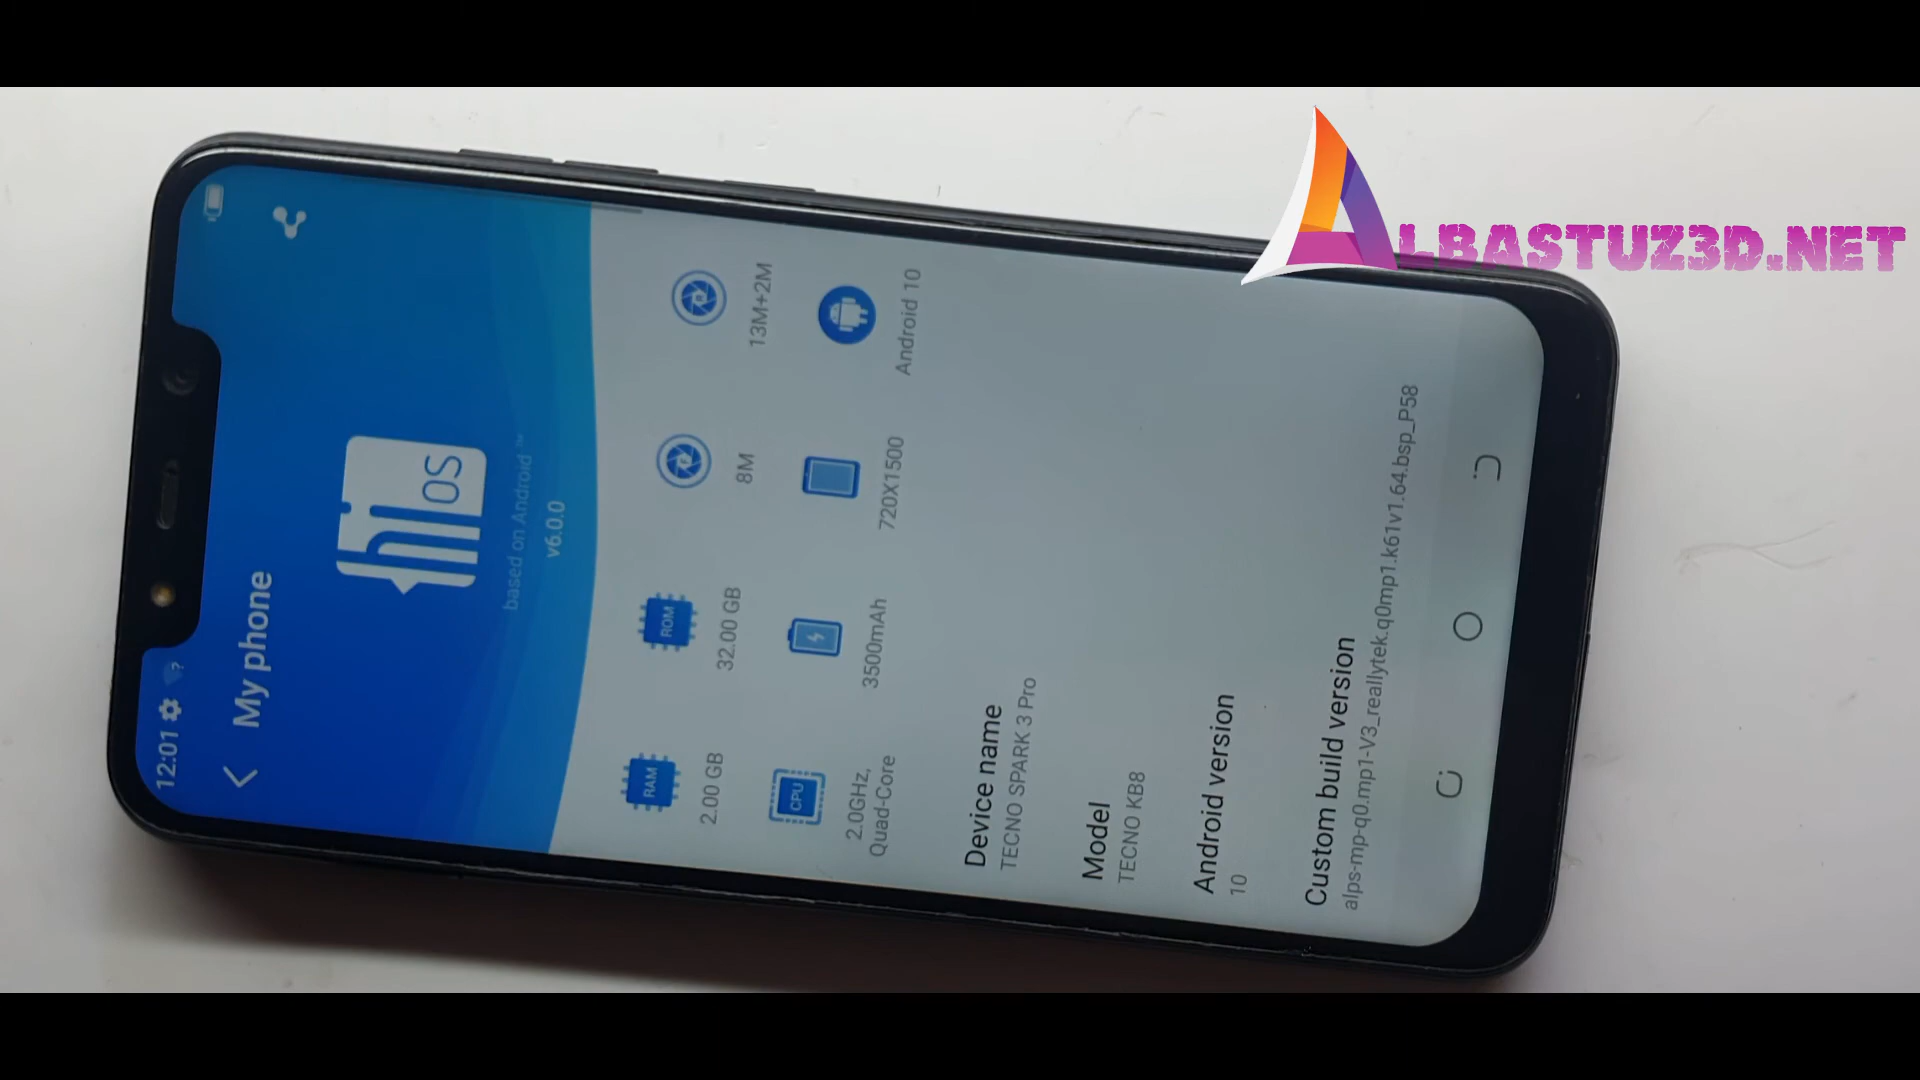 ALBASTUZ3D.NET
12:01
My phone
hiOS
based on Android™
v6.0.0
RAM
ROM
2.00 GB
32.00 GB
8M
13M+2M
CPU
2.0GHz,
Quad-Core
3500mAh
720X1500
Android 10
Device name
TECNO SPARK 3 Pro
Model
TECNO KB8
Android version
10
Custom build version
alps-mp-q0.mp1-V3_reallytek.q0mp1.k61v1.64.bsp_P58